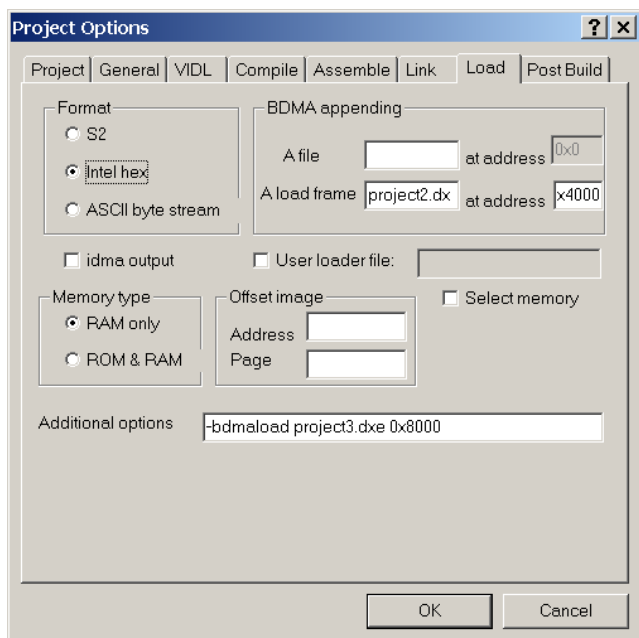 Project Options
Project General VIDL Compile Assemble Link Load Post Build
Format
S2
Intel hex
ASCII byte stream
BDMA appending
A file at address 0x0
A load frame project2.dx at address x4000
idma output
User loader file:
Memory type
RAM only
ROM & RAM
Offset image
Address
Page
Select memory
Additional options -bdmaload project3.dxe 0x8000
OK Cancel